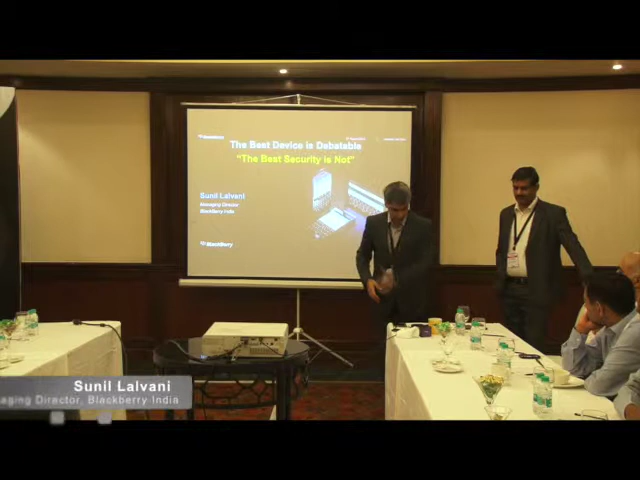 The Best Device is Debatable
"The Best Security is Not"
Sunil Lalvani
Managing Director
BlackBerry India
BlackBerry
Sunil Lalvani
aging Director, Blackberry India